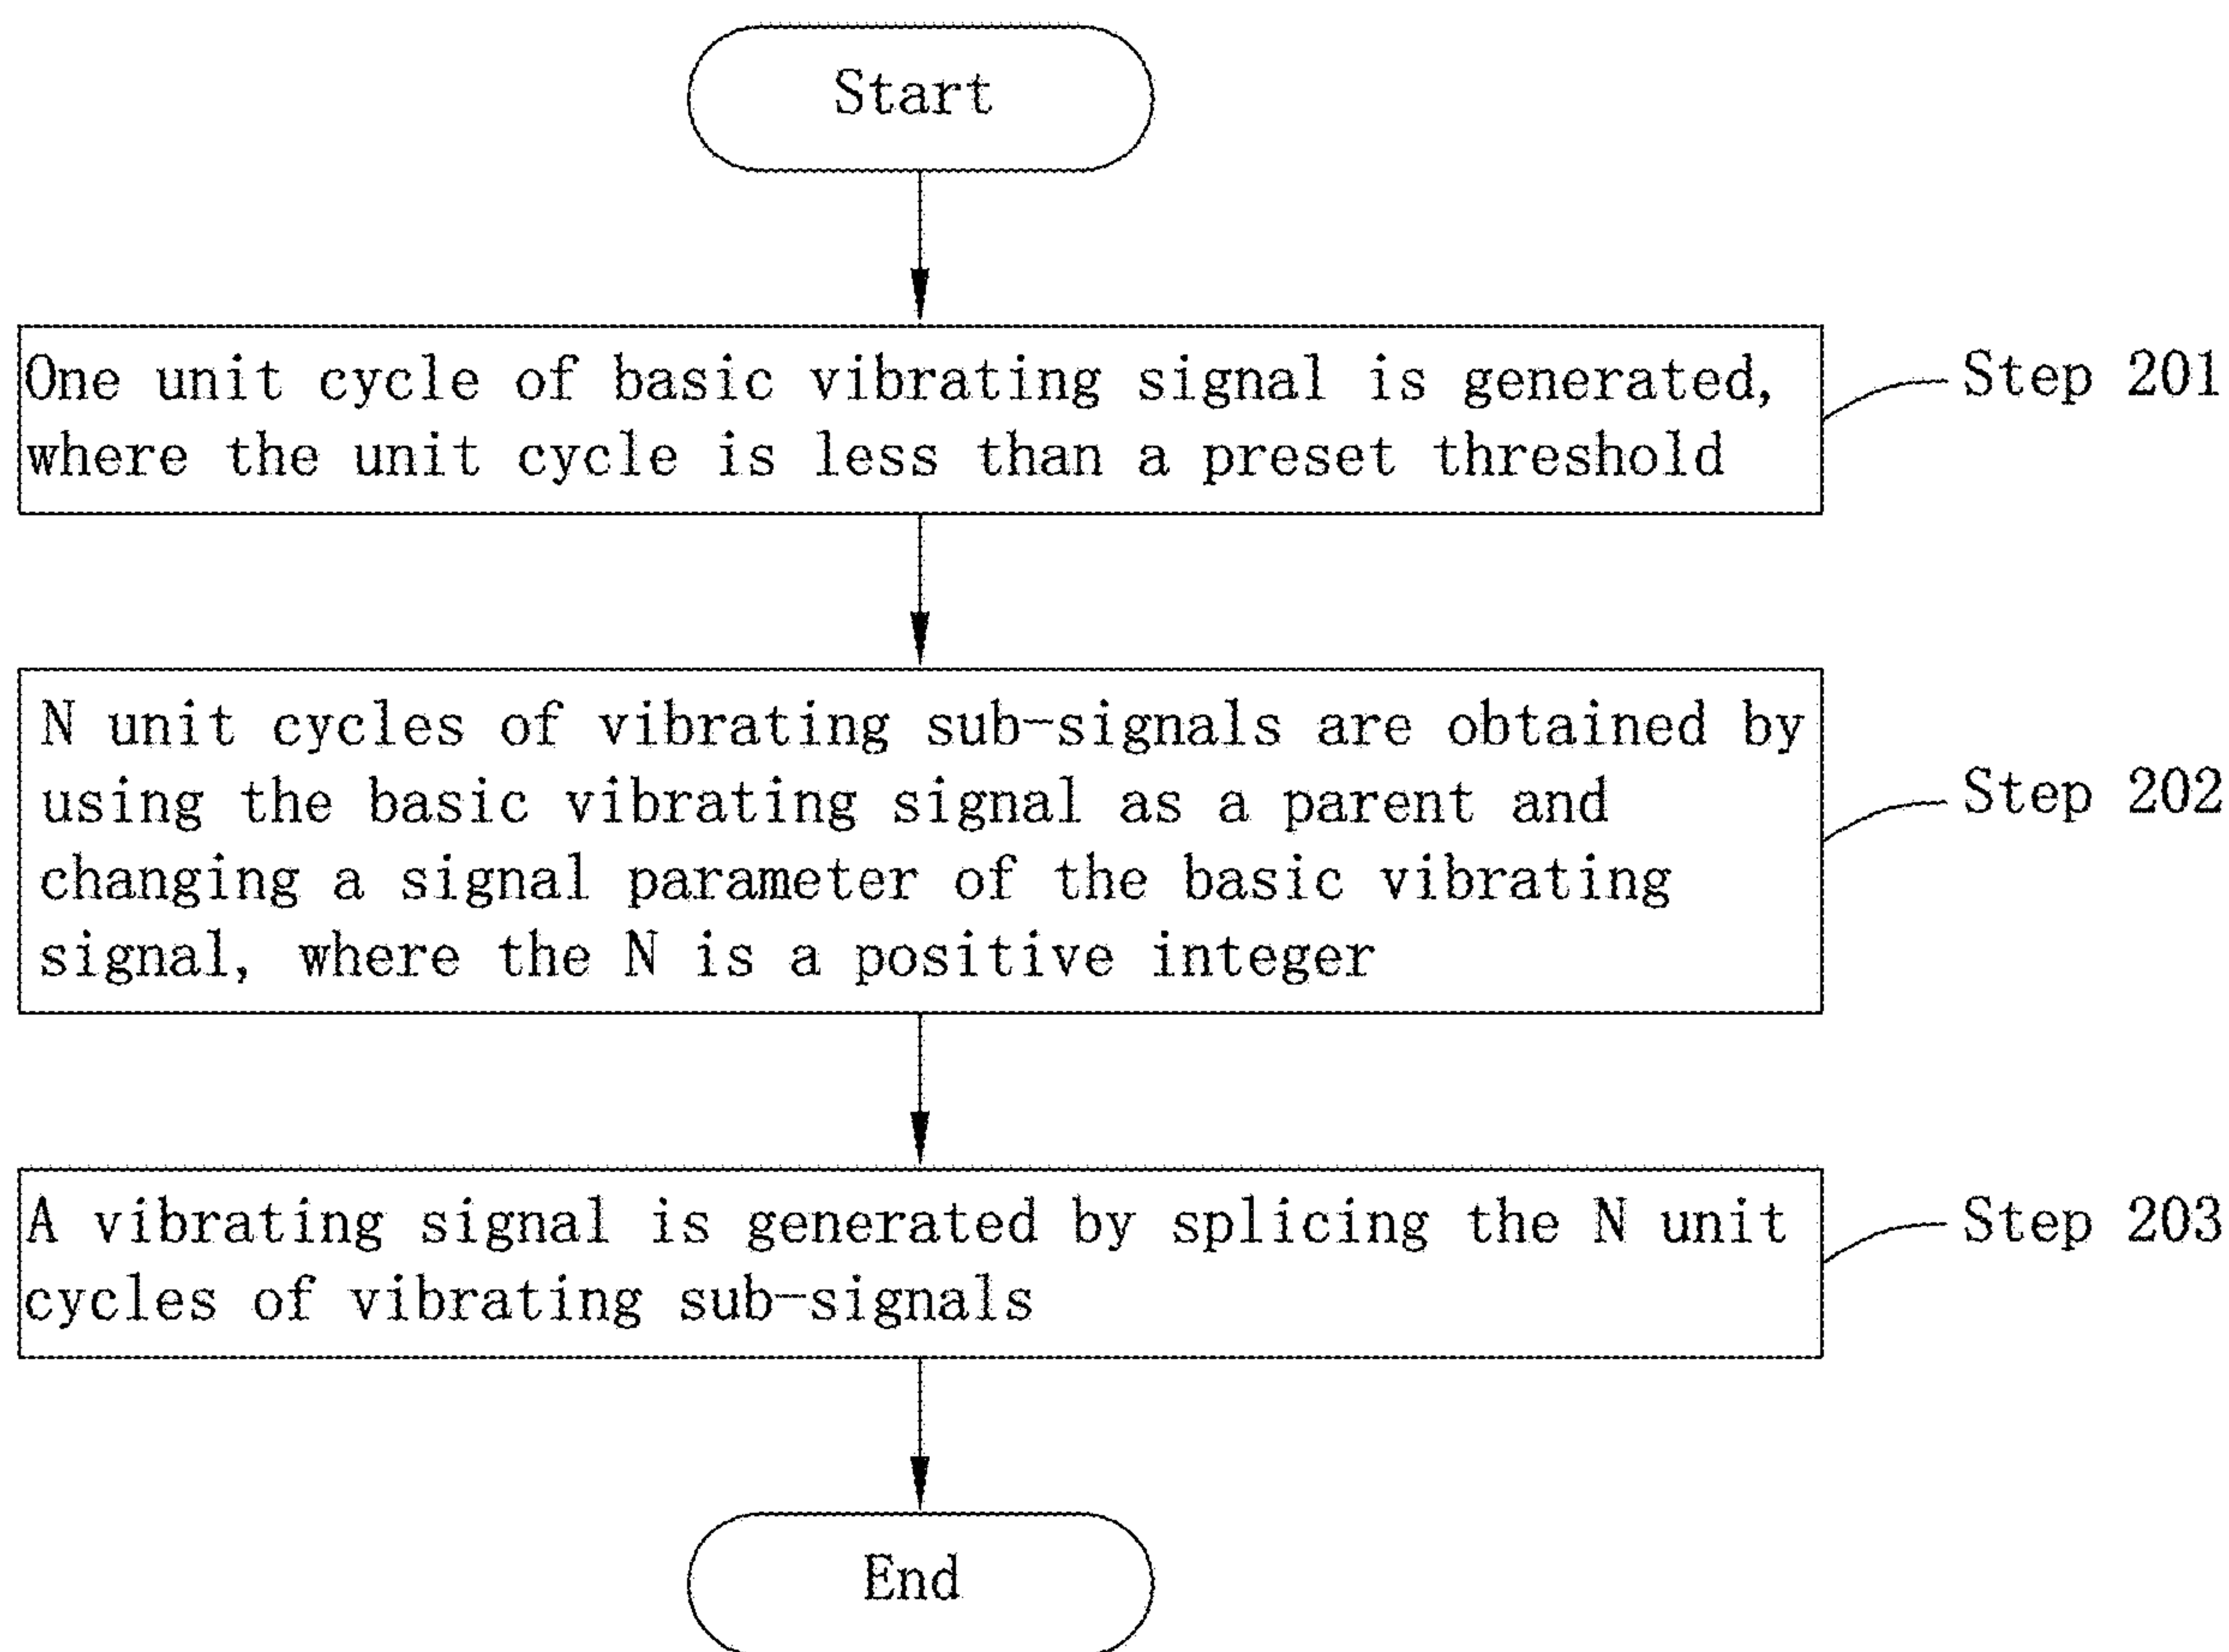 Start
One unit cycle of basic vibrating signal is generated,
where the unit cycle is less than a preset threshold
Step 201
N unit cycles of vibrating sub-signals are obtained by
using the basic vibrating signal as a parent and
changing a signal parameter of the basic vibrating
signal, where the N is a positive integer
Step 202
A vibrating signal is generated by splicing the N unit
cycles of vibrating sub-signals
Step 203
End